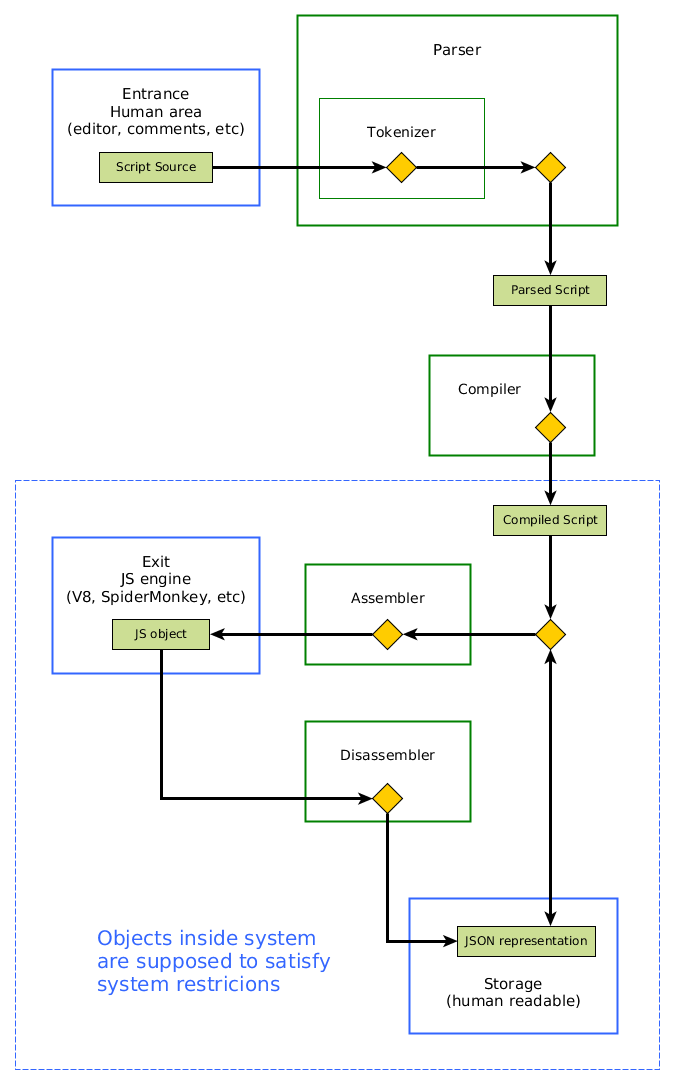 Parser
Entrance
Human area
(editor, comments, etc)
Tokenizer
Script Source
Parsed Script
Compiler
Compiled Script
Exit
JS engine
(V8, SpiderMonkey, etc)
Assembler
JS object
Disassembler
Objects inside system
are supposed to satisfy
system restricions
JSON representation
Storage
(human readable)